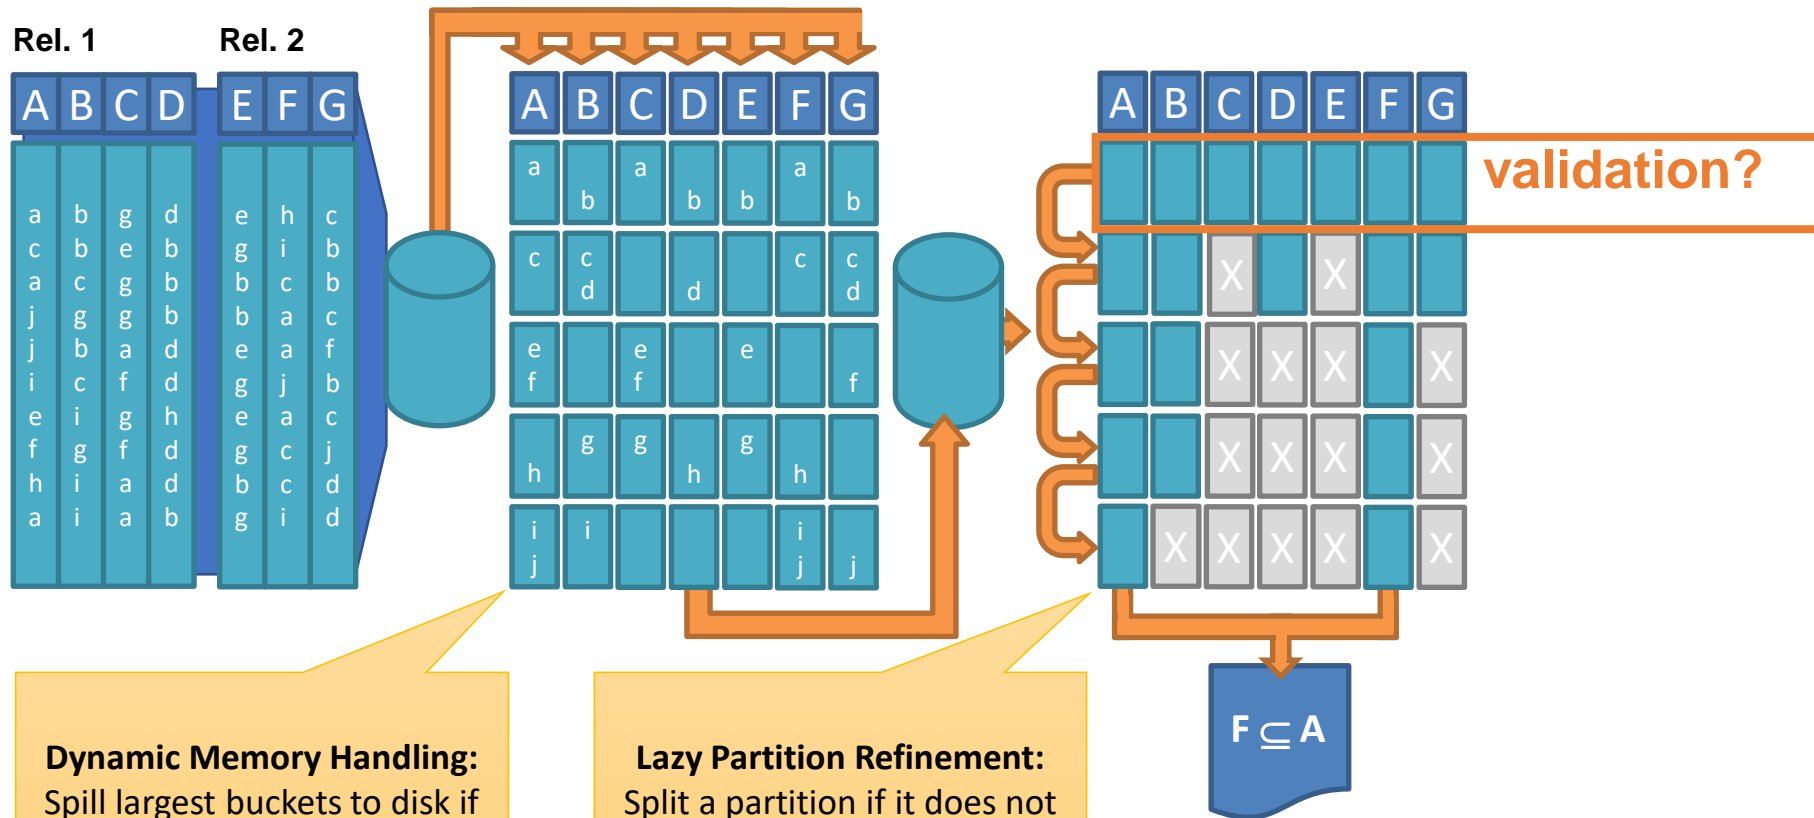 Rel. 1 Rel. 2
A B C D E F G
a b g d e h c
c b e b g i b
a c g b b c b
j g g b b a c
j b a d e a f
i c f d g j b
e i g h e a c
f g f d g c j
h i a d b c d
a i a b g i d
A B C D E F G
a a a
b b b b
c c c c
d d d
e e e
f f f
g g g
h h h
i i i
j j j
A B C D E F G
validation?
X X
X X X X
X X X X
X X X X X
F ⊆ A
Dynamic Memory Handling:
Spill largest buckets to disk if
Lazy Partition Refinement:
Split a partition if it does not